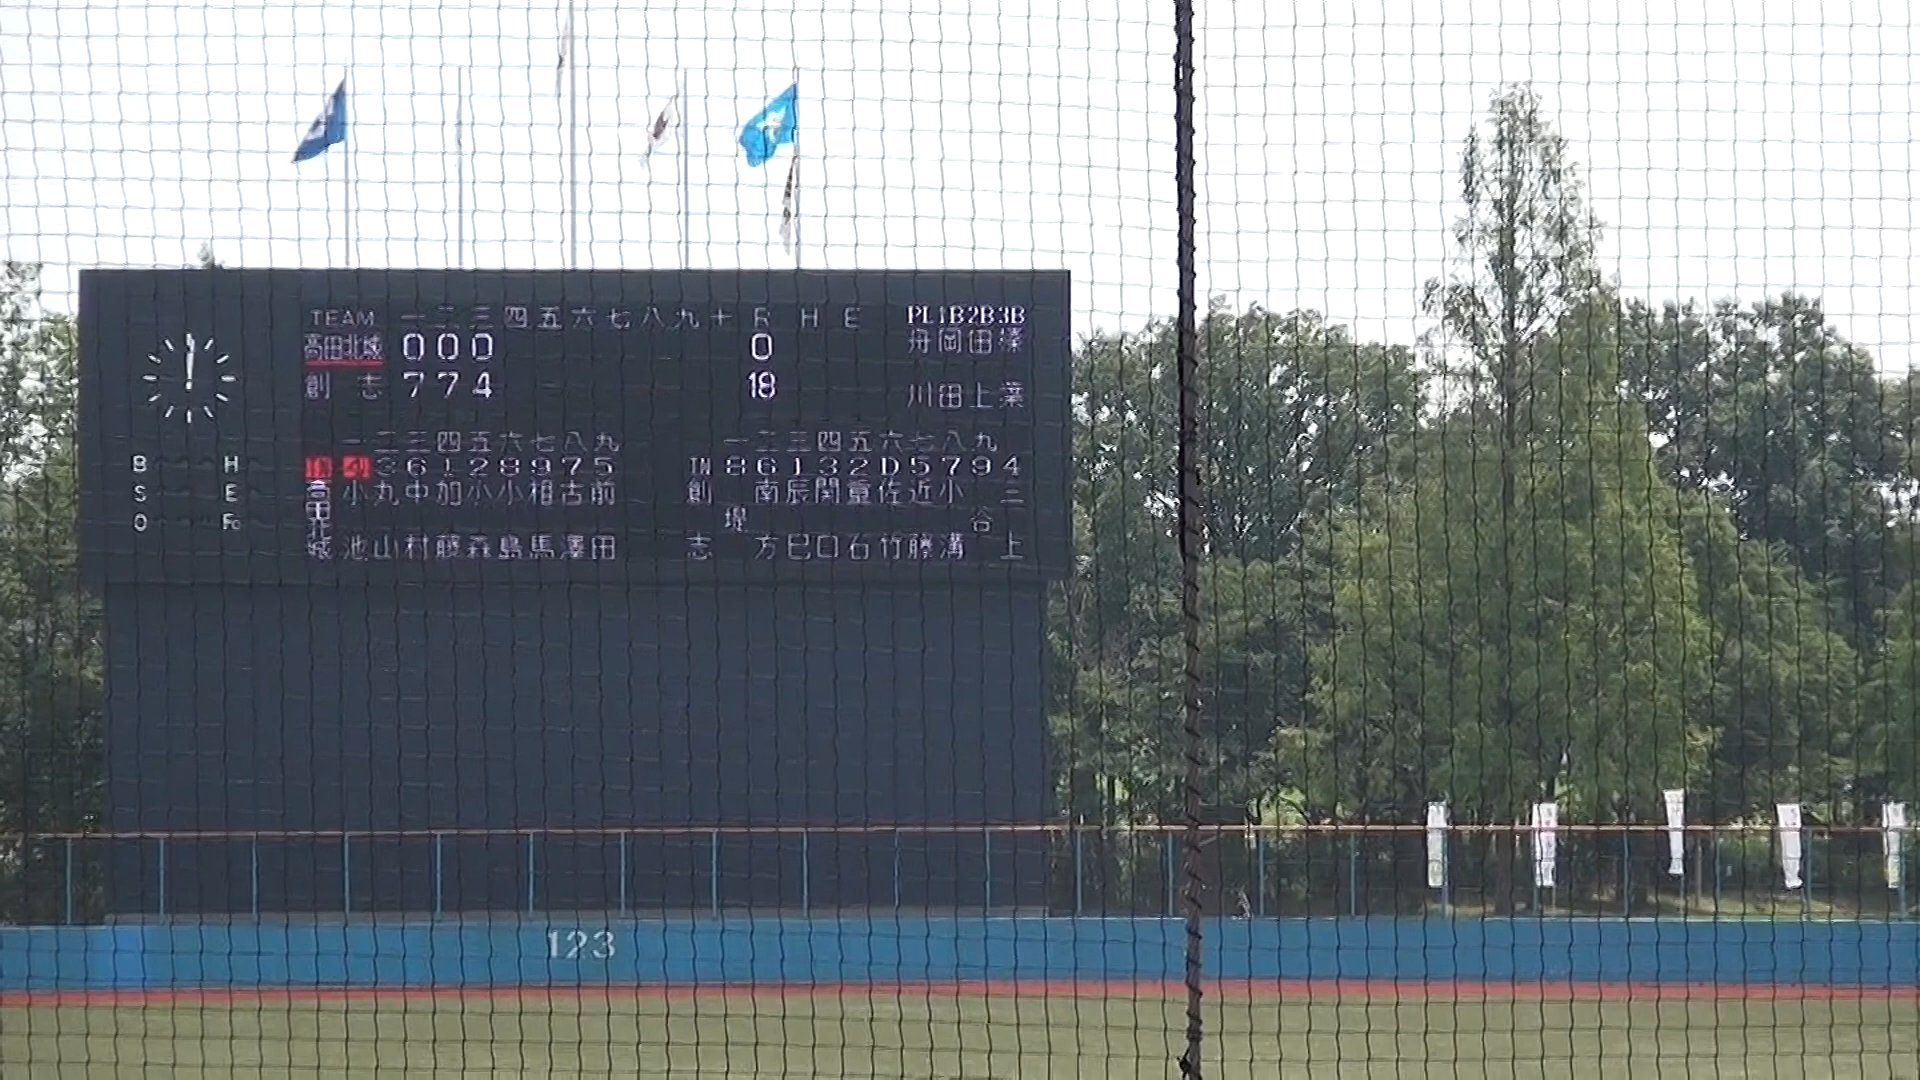 TEAM 一 二 三 四 五 六 七 八 九 十 R H E PL 1B 2B 3B
高田北城 0 0 0 0
創志 7 7 4 18
舟川 岡田 田上
一 二 三 四 五 六 七 八 九
一 二 三 四 五 六 七 八 九
B H 4 3 6 1 2 8 9 7 5
IN 8 6 1 3 2 D 5 7 9 4
S E
O Fc
高田北城 小池 丸山 中村 加藤 小森 小島 相馬 古澤 前田
創志 堤 南方 辰巳 関口 重石 佐竹 近藤 小溝 谷 三上
123